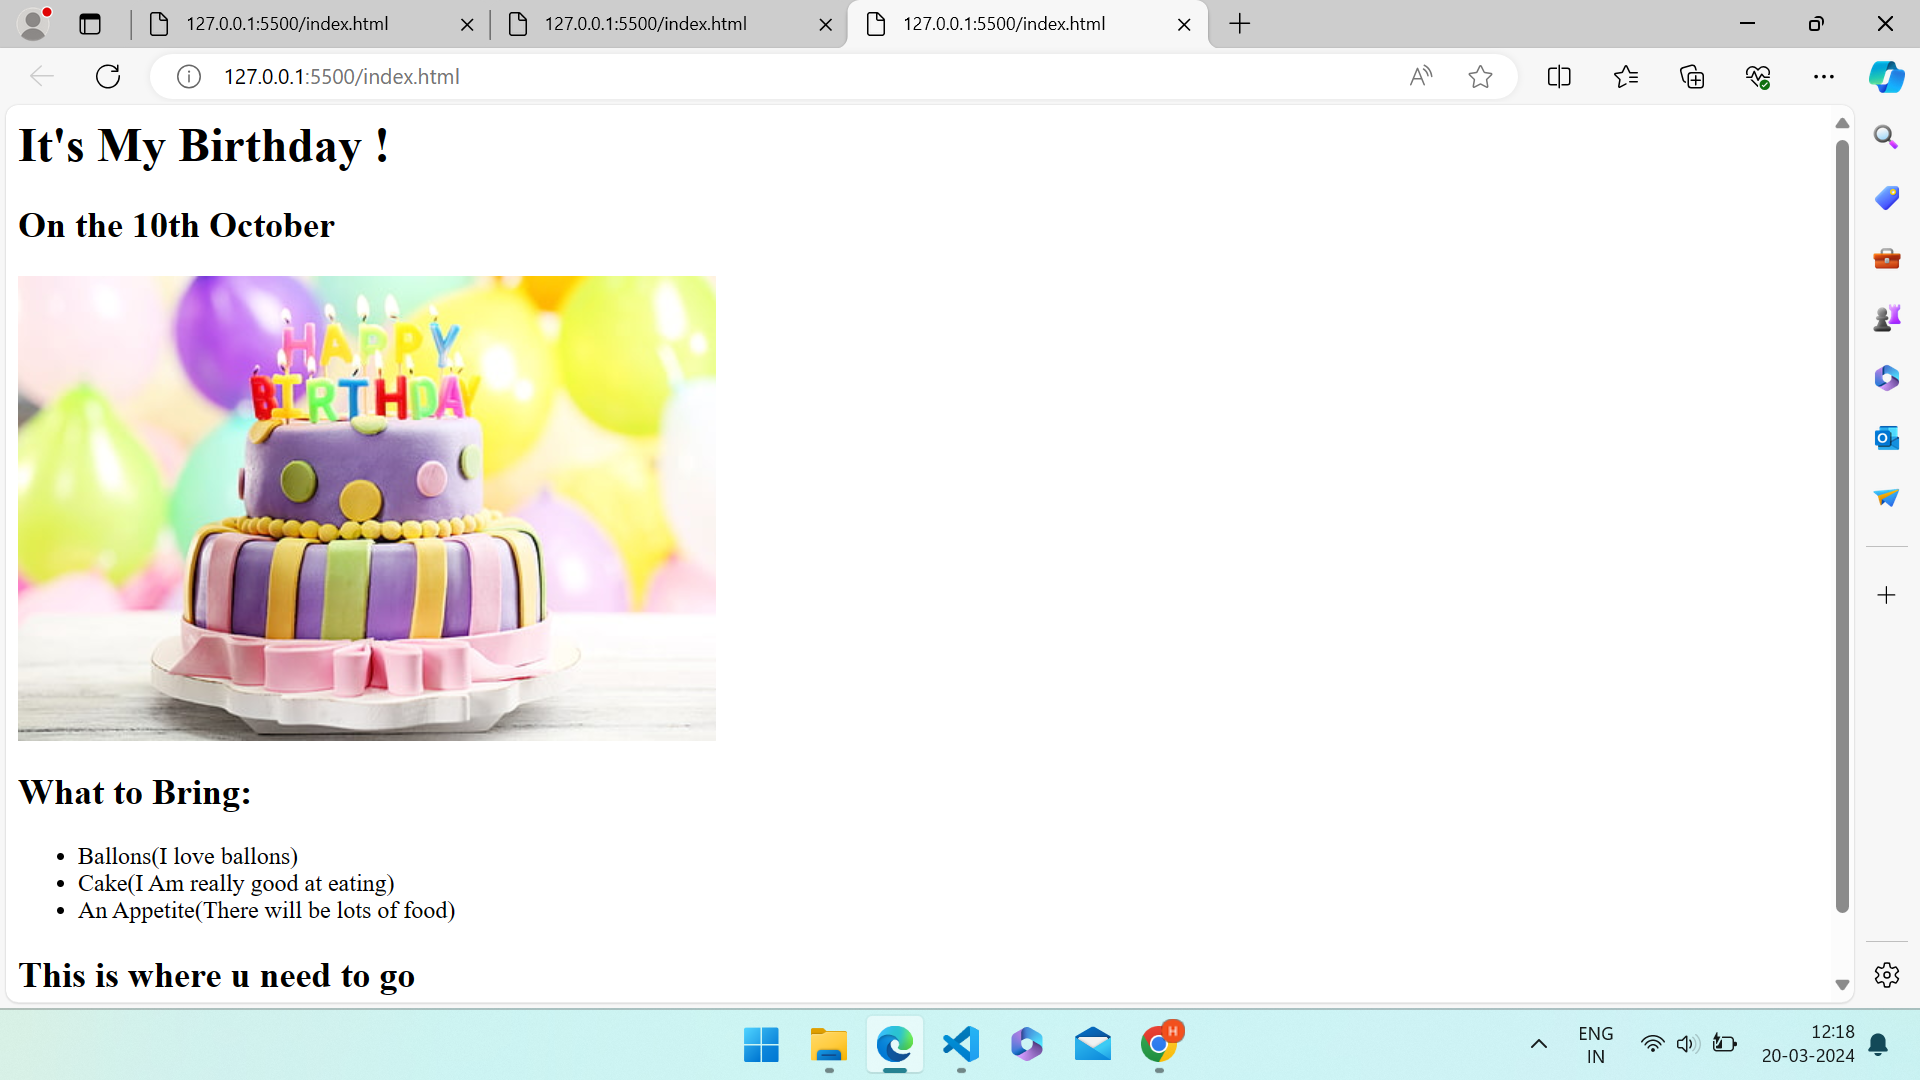 127.0.0.1:5500/index.html
127.0.0.1:5500/index.html
127.0.0.1:5500/index.html
127.0.0.1:5500/index.html
It's My Birthday !
On the 10th October
HAPPY
BIRTHDAY
What to Bring:
Ballons(I love ballons)
Cake(I Am really good at eating)
An Appetite(There will be lots of food)
This is where u need to go
H
ENG
IN
12:18
20-03-2024